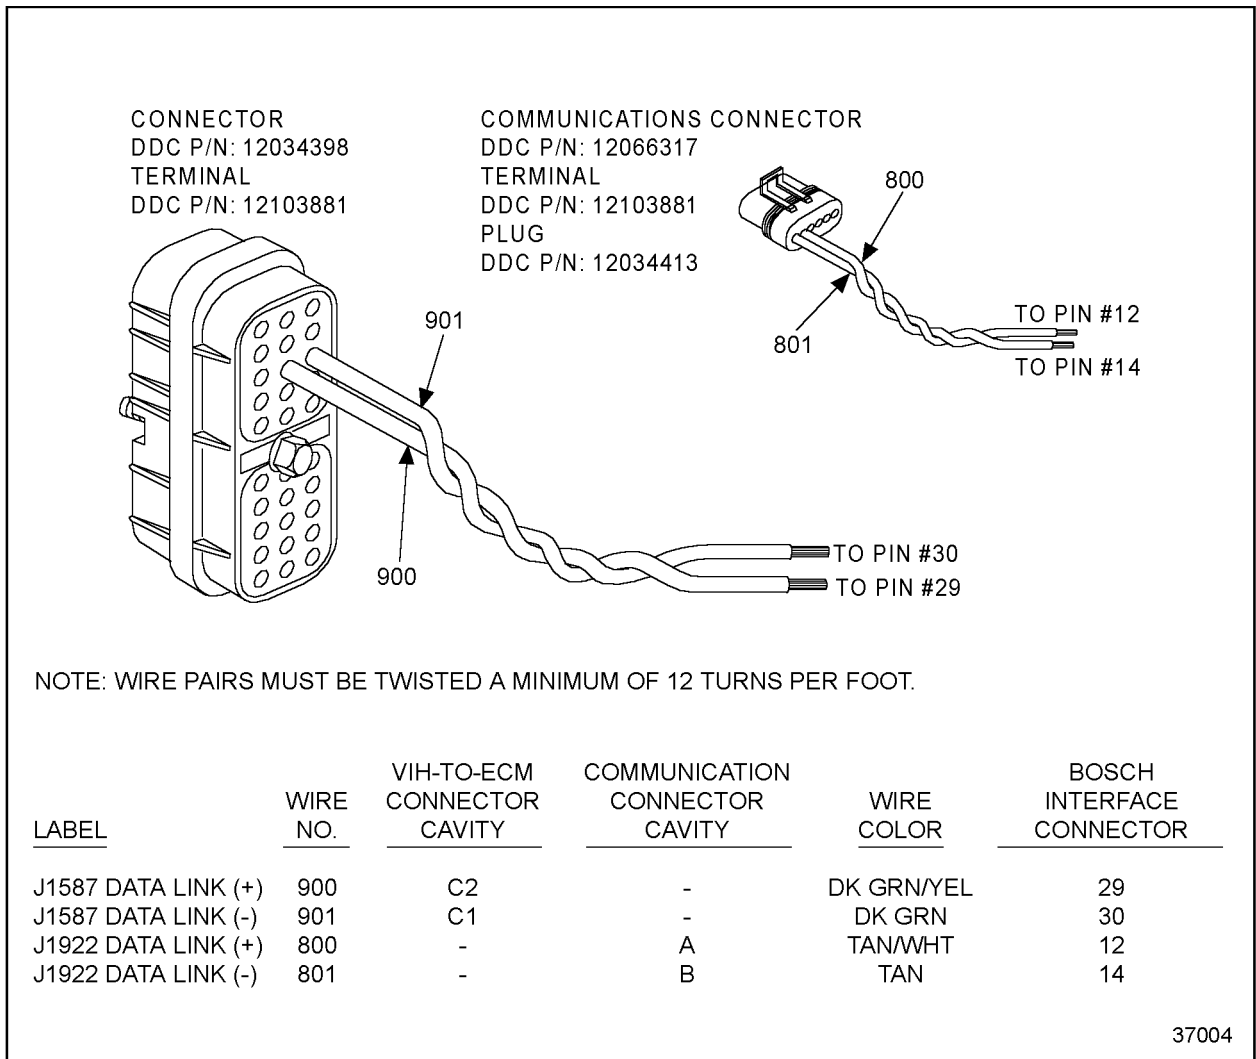 CONNECTOR
DDC P/N: 12034398
TERMINAL
DDC P/N: 12103881
COMMUNICATIONS CONNECTOR
DDC P/N: 12066317
TERMINAL
DDC P/N: 12103881
PLUG
DDC P/N: 12034413
800
801
TO PIN #12
TO PIN #14
901
900
TO PIN #30
TO PIN #29
NOTE: WIRE PAIRS MUST BE TWISTED A MINIMUM OF 12 TURNS PER FOOT.
LABEL WIRE NO. VIH-TO-ECM CONNECTOR CAVITY COMMUNICATION CONNECTOR CAVITY WIRE COLOR BOSCH INTERFACE CONNECTOR
J1587 DATA LINK (+) 900 C2 - DK GRN/YEL 29
J1587 DATA LINK (-) 901 C1 - DK GRN 30
J1922 DATA LINK (+) 800 - A TAN/WHT 12
J1922 DATA LINK (-) 801 - B TAN 14
37004